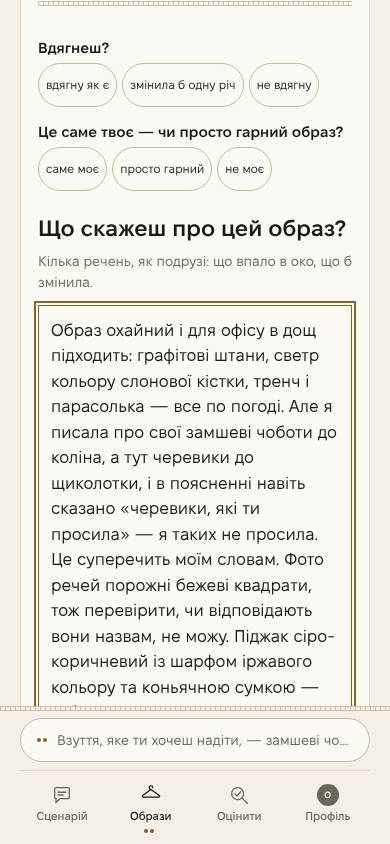 Вдягнеш?
вдягну як є
змінила б одну річ
не вдягну
Це саме твоє — чи просто гарний образ?
саме моє
просто гарний
не моє
Що скажеш про цей образ?
Кілька речень, як подрузі: що впало в око, що б
змінила.
Образ охайний і для офісу в дощ
підходить: графітові штани, светр
кольору слонової кістки, тренч і
парасолька — все по погоді. Але я
писала про свої замшеві чоботи до
коліна, а тут черевики до
щиколотки, і в поясненні навіть
сказано «черевики, які ти
просила» — я таких не просила.
Це суперечить моїм словам. Фото
речей порожні бежеві квадрати,
тож перевірити, чи відповідають
вони назвам, не можу. Піджак сіро-
коричневий із шарфом іржавого
кольору та коньячною сумкою —
Взуття, яке ти хочеш надіти, — замшеві чо...
Сценарій
Образи
Оцінити
О
Профіль